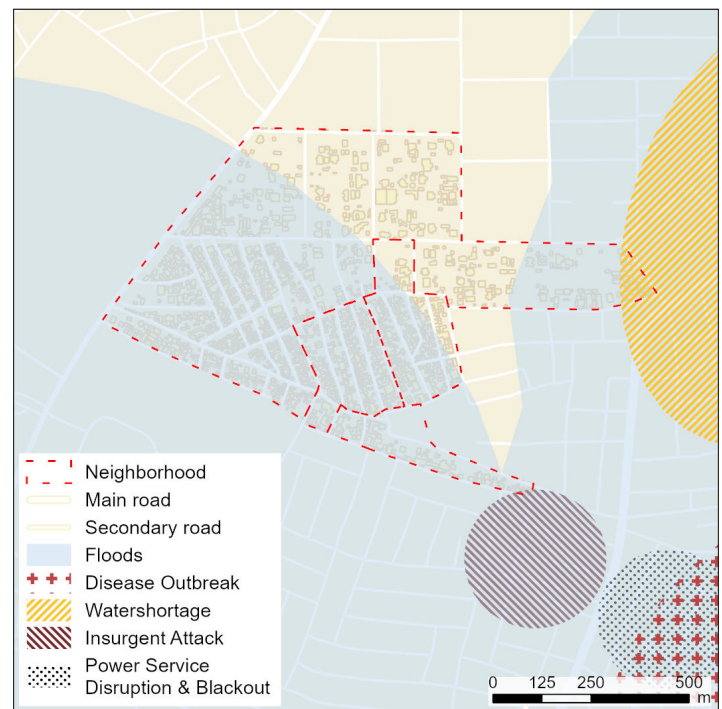 Neighborhood
Main road
Secondary road
Floods
Disease Outbreak
Watershortage
Insurgent Attack
Power Service
Disruption & Blackout
0 125 250 500
m